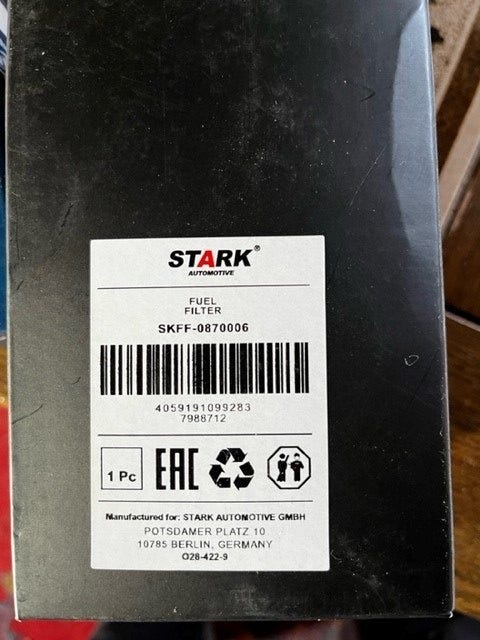 STARK®
AUTOMOTIVE
FUEL
FILTER
SKFF-0870006
4059191099283
7988712
1 Pc
EAC
Manufactured for: STARK AUTOMOTIVE GMBH
POTSDAMER PLATZ 10
10785 BERLIN, GERMANY
O28-422-9